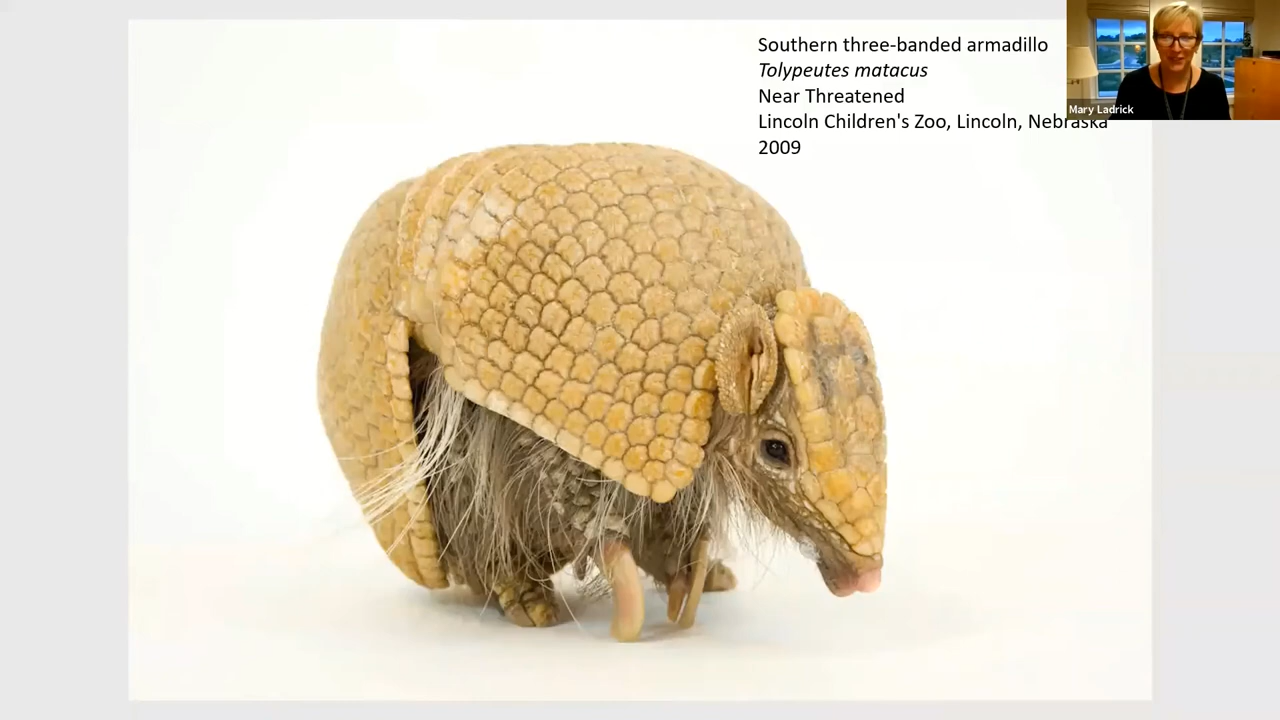 Southern three-banded armadillo
Tolypeutes matacus
Near Threatened
Lincoln Children's Zoo, Lincoln, Nebraska
2009
Mary Ladrick